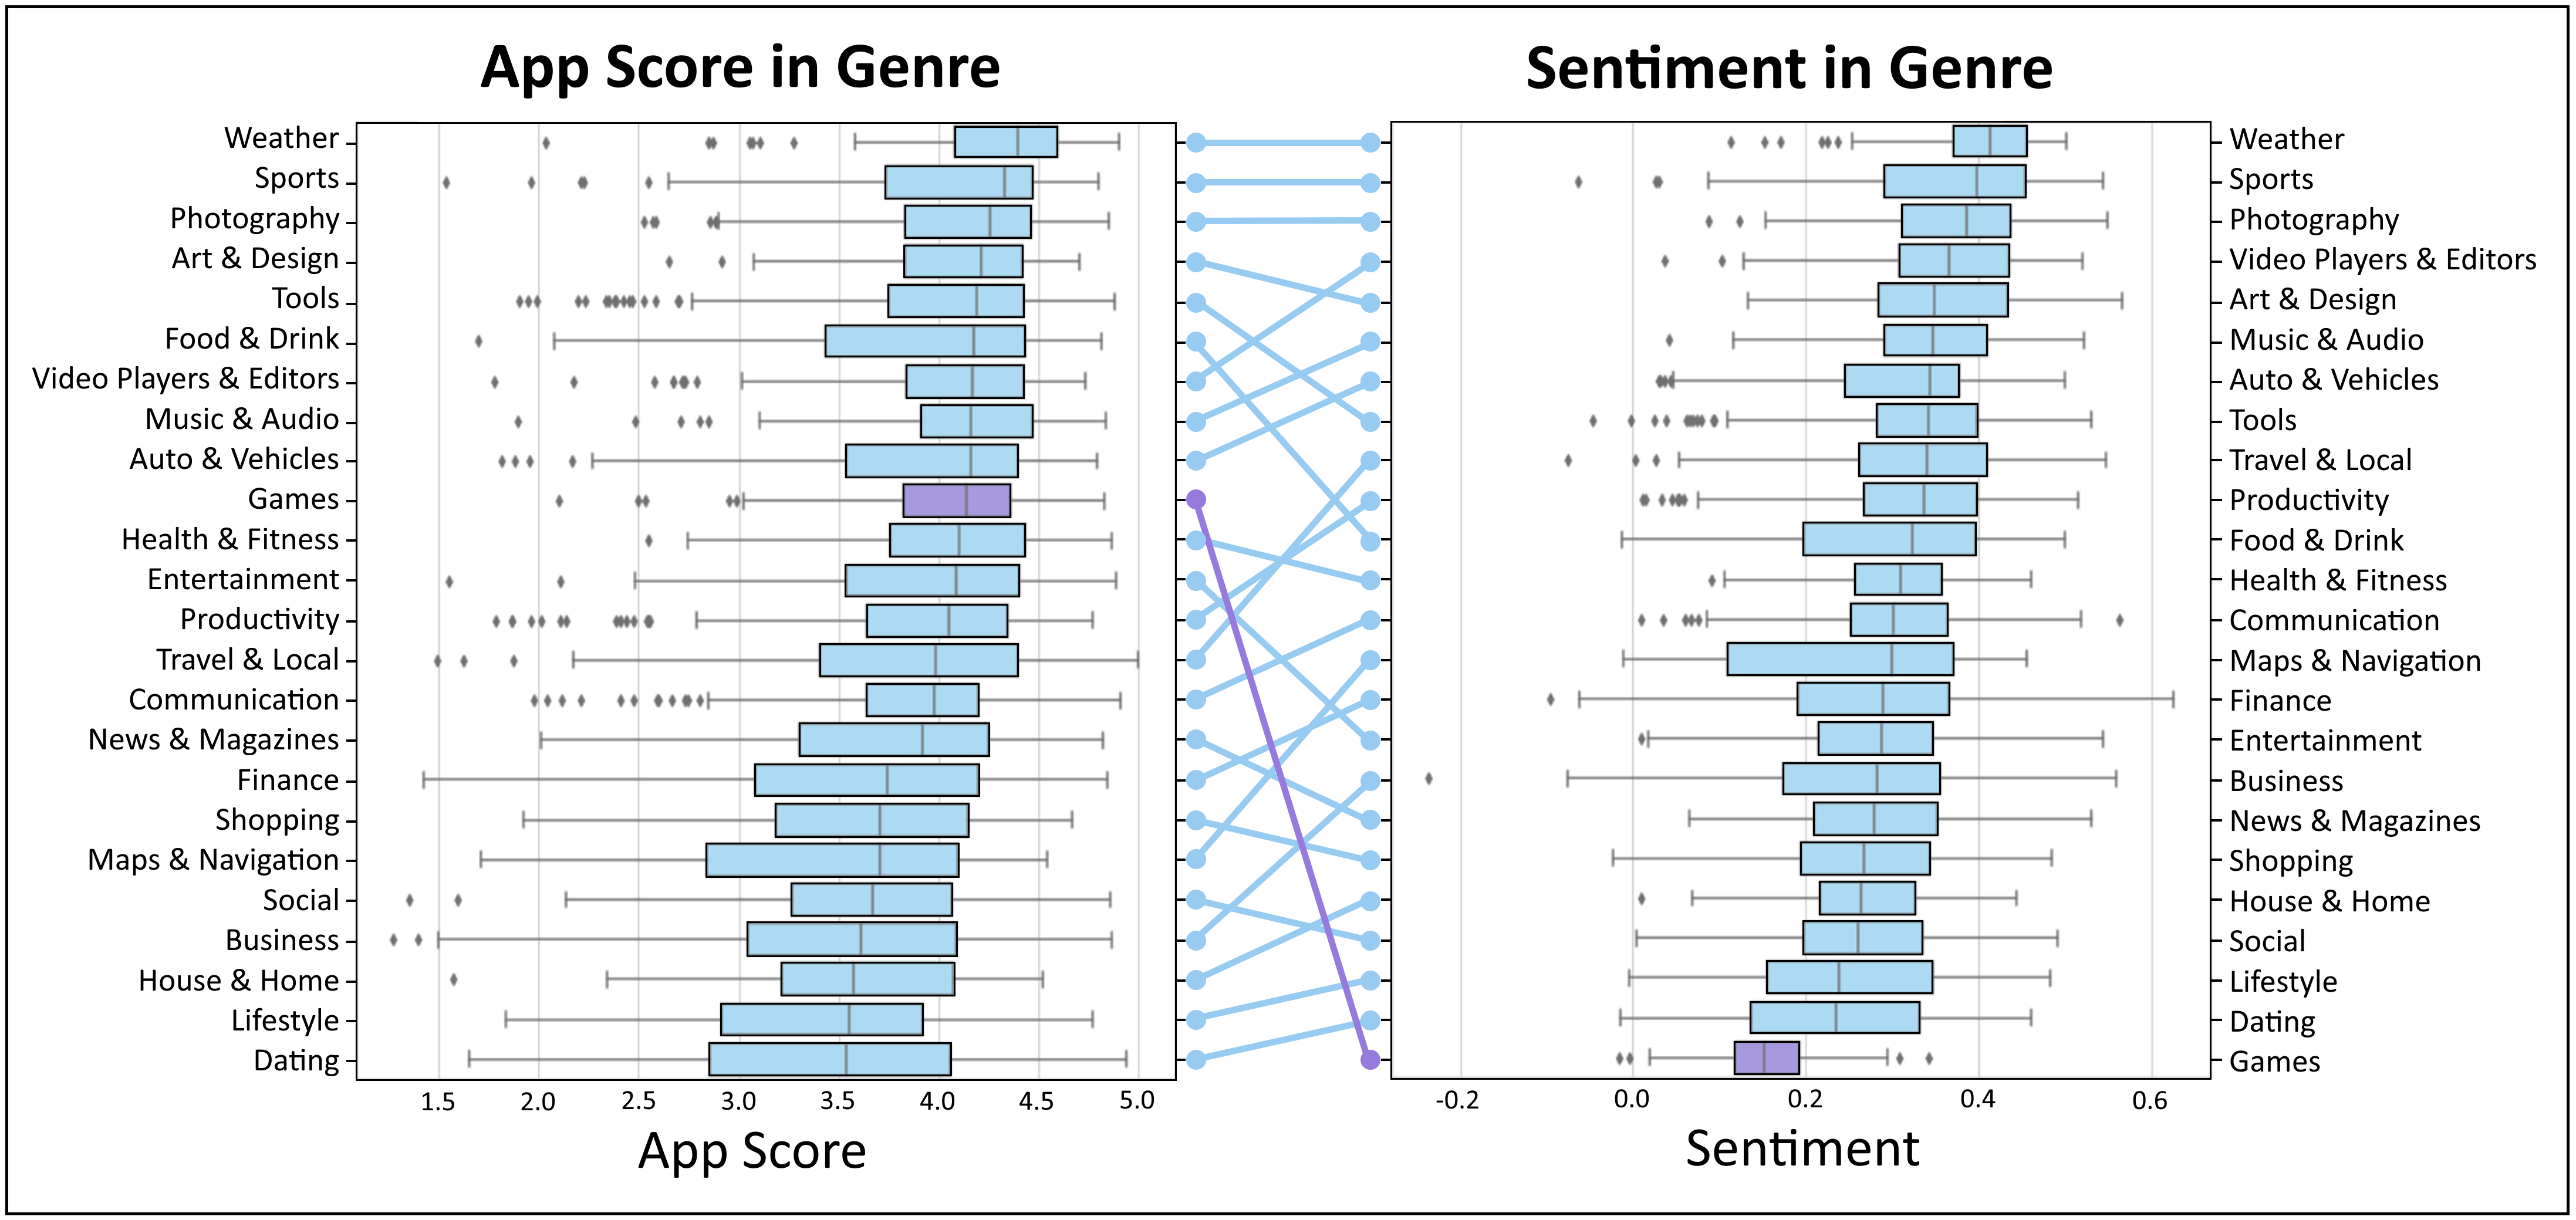 App Score in Genre
Weather
Sports
Photography
Art & Design
Tools
Food & Drink
Video Players & Editors
Music & Audio
Auto & Vehicles
Games
Health & Fitness
Entertainment
Productivity
Travel & Local
Communication
News & Magazines
Finance
Shopping
Maps & Navigation
Social
Business
House & Home
Lifestyle
Dating
1.5 2.0 2.5 3.0 3.5 4.0 4.5 5.0
App Score
Sentiment in Genre
Weather
Sports
Photography
Video Players & Editors
Art & Design
Music & Audio
Auto & Vehicles
Tools
Travel & Local
Productivity
Food & Drink
Health & Fitness
Communication
Maps & Navigation
Finance
Entertainment
Business
News & Magazines
Shopping
House & Home
Social
Lifestyle
Dating
Games
-0.2 0.0 0.2 0.4 0.6
Sentiment